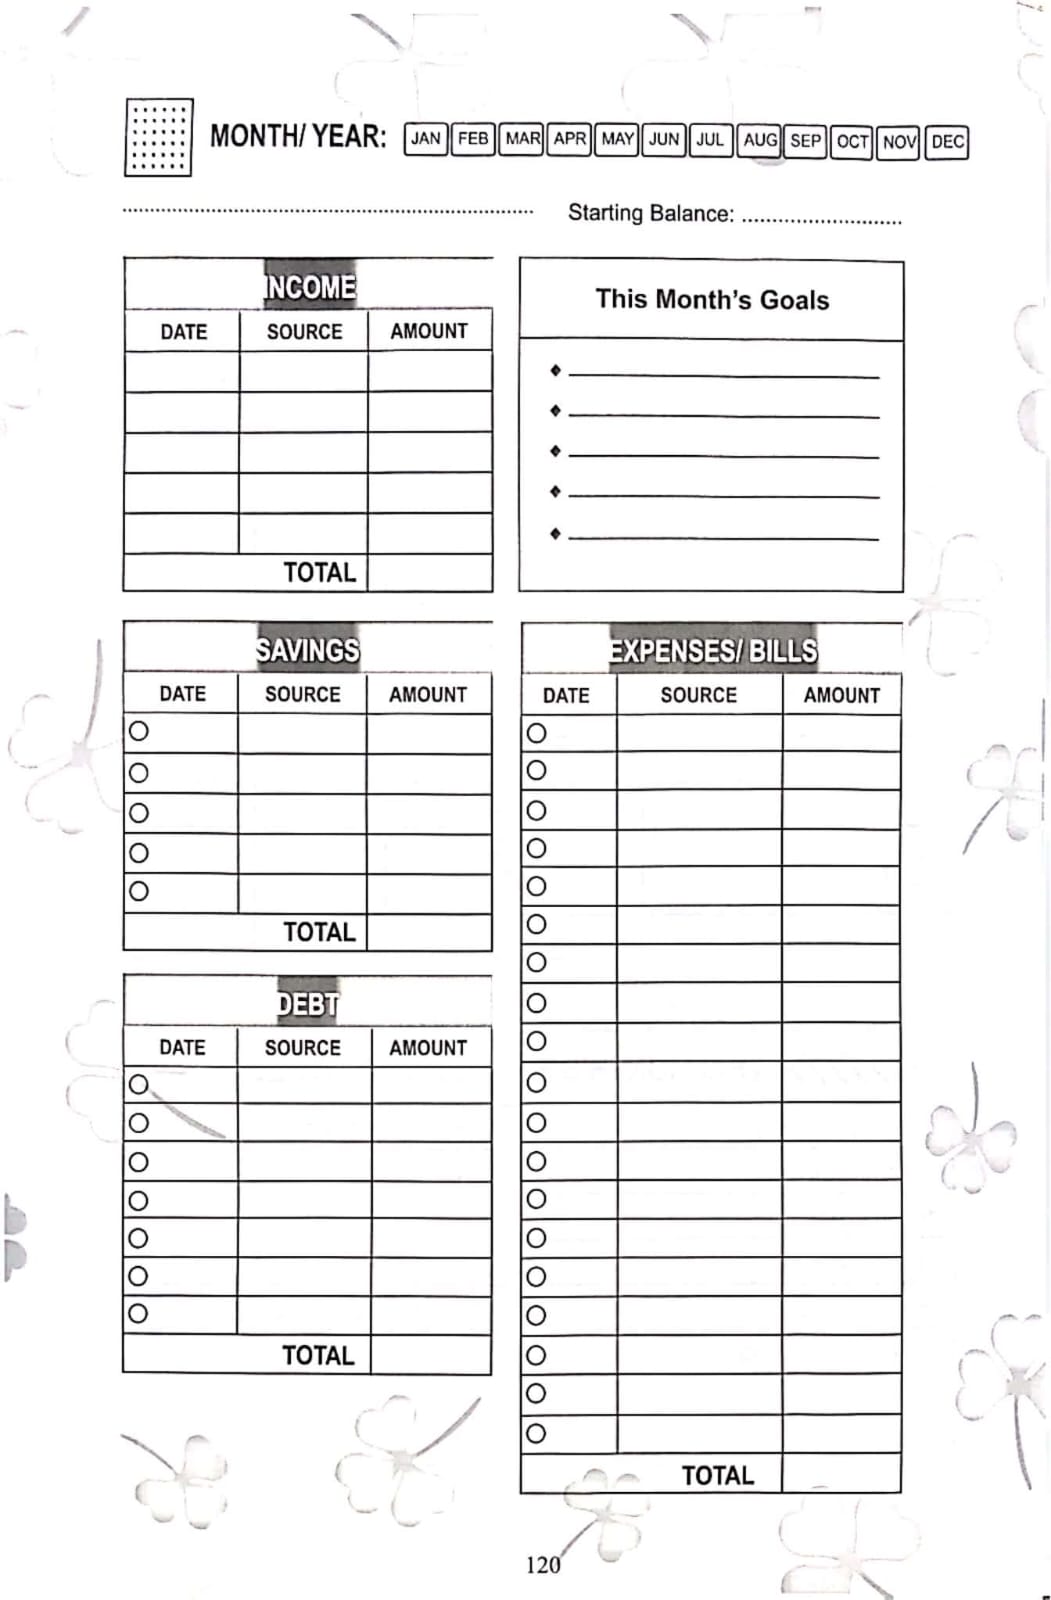 MONTH/ YEAR: JAN FEB MAR APR MAY JUN JUL AUG SEP OCT NOV DEC
Starting Balance:
INCOME
DATE SOURCE AMOUNT
TOTAL
This Month's Goals
SAVINGS
DATE SOURCE AMOUNT
TOTAL
DEBT
DATE SOURCE AMOUNT
TOTAL
EXPENSES/ BILLS
DATE SOURCE AMOUNT
TOTAL
120